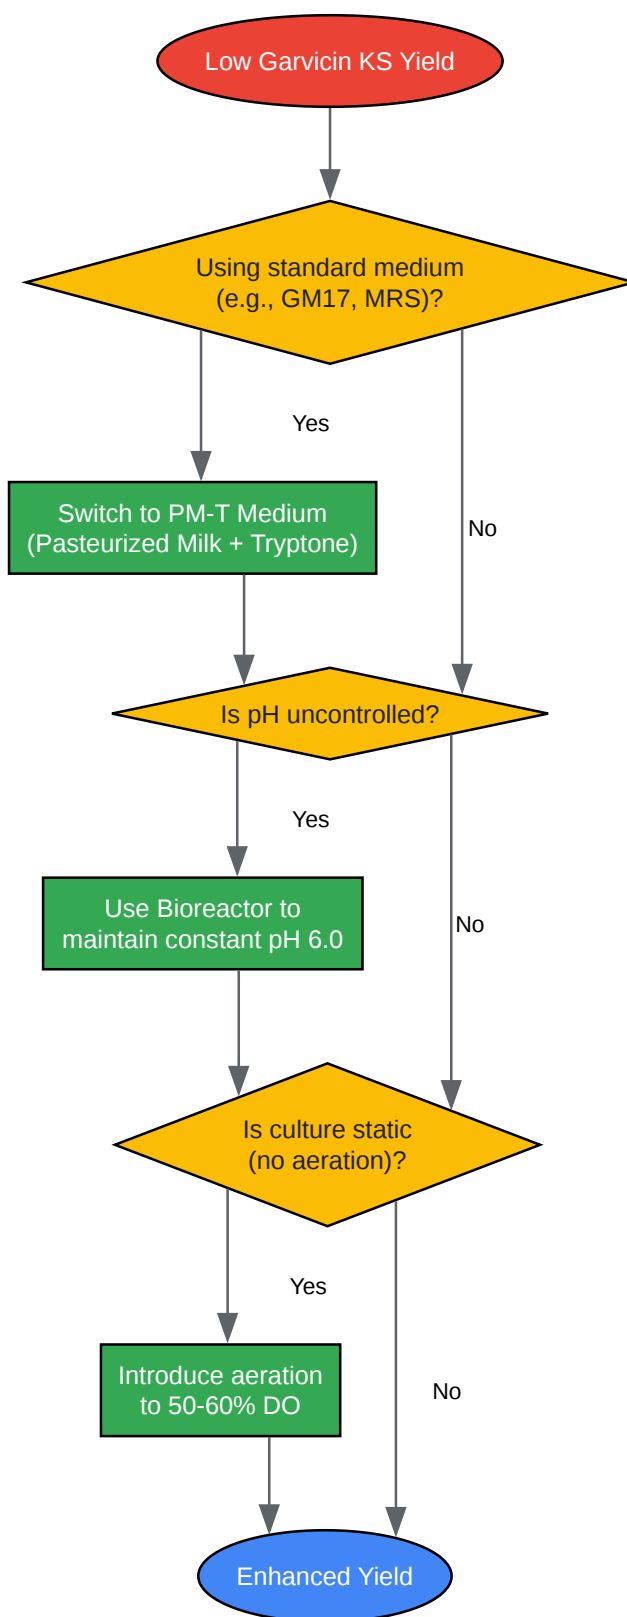 Low Garvicin KS Yield
Using standard medium
(e.g., GM17, MRS)?
Yes
Switch to PM-T Medium
(Pasteurized Milk + Tryptone)
No
Is pH uncontrolled?
Yes
Use Bioreactor to
maintain constant pH 6.0
No
Is culture static
(no aeration)?
Yes
Introduce aeration
to 50-60% DO
No
Enhanced Yield